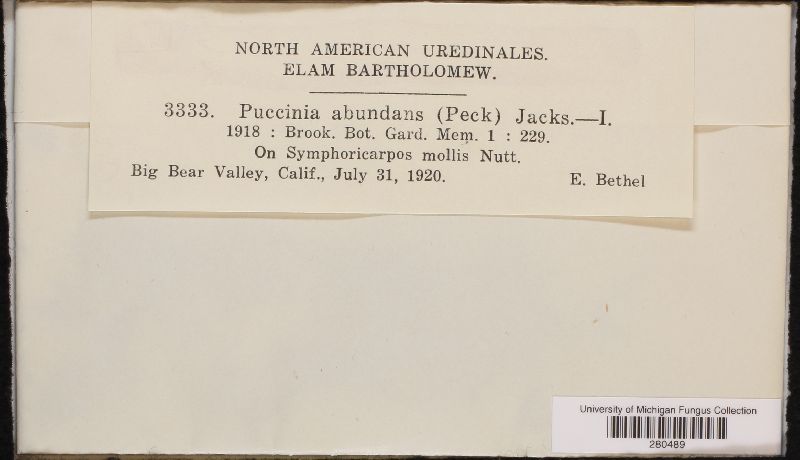 NORTH AMERICAN UREDINALES.
ELAM BARTHOLOMEW.
3333. Puccinia abundans (Peck) Jacks.—I.
1918 : Brook. Bot. Gard. Mem. 1 : 229.
On Symphoricarpos mollis Nutt.
Big Bear Valley, Calif., July 31, 1920. E. Bethel
University of Michigan Fungus Collection
280489